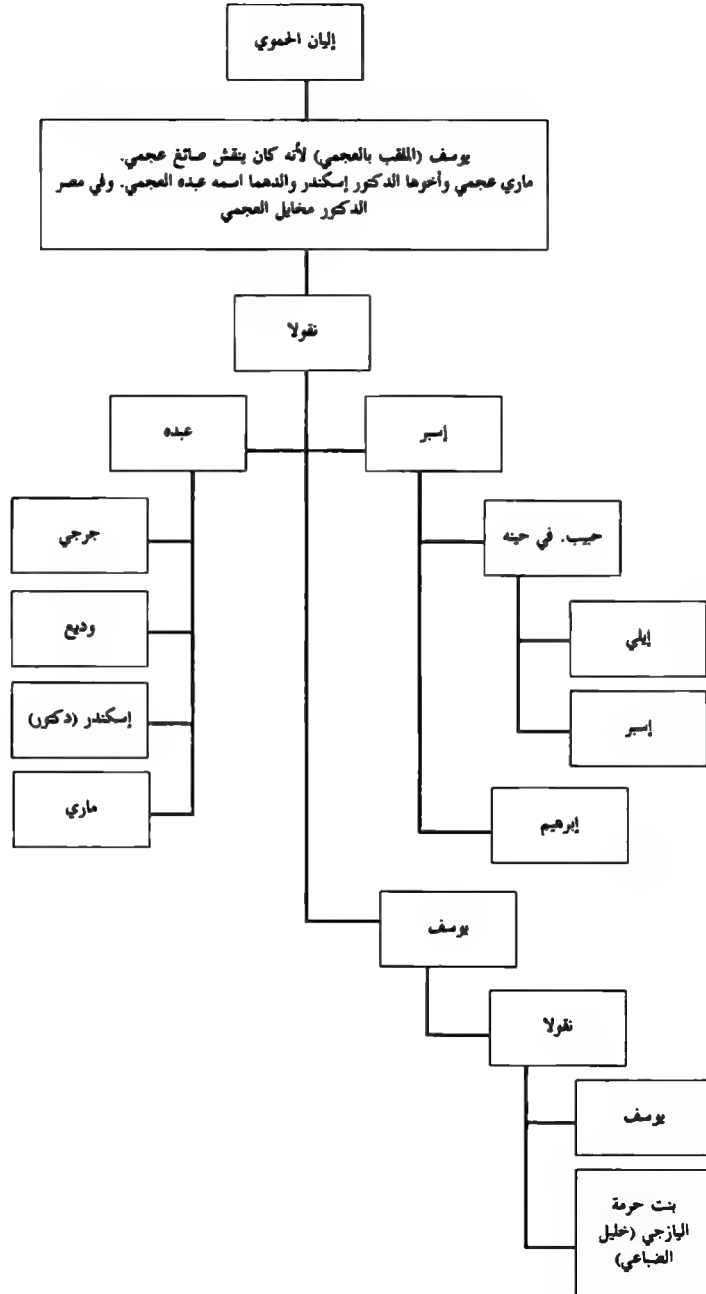 إليان الحموي
يوسف (الملقب بالعجمي) لأنه كان ينقش صائغ عجمي.
ماري عجمي وأخوها الدكتور إسكندر والدهما اسمه عبده العجمي. وفي مصر
الدكتور مخايل العجمي
نقولا
إسبر
عبده
حبيب. في حينه
جرجي
إيلي
وديع
إسبر
إسكندر (دكتور)
إبرهيم
ماري
يوسف
نقولا
يوسف
بنت حرمة
اليازجي (خليل
الضباعي)